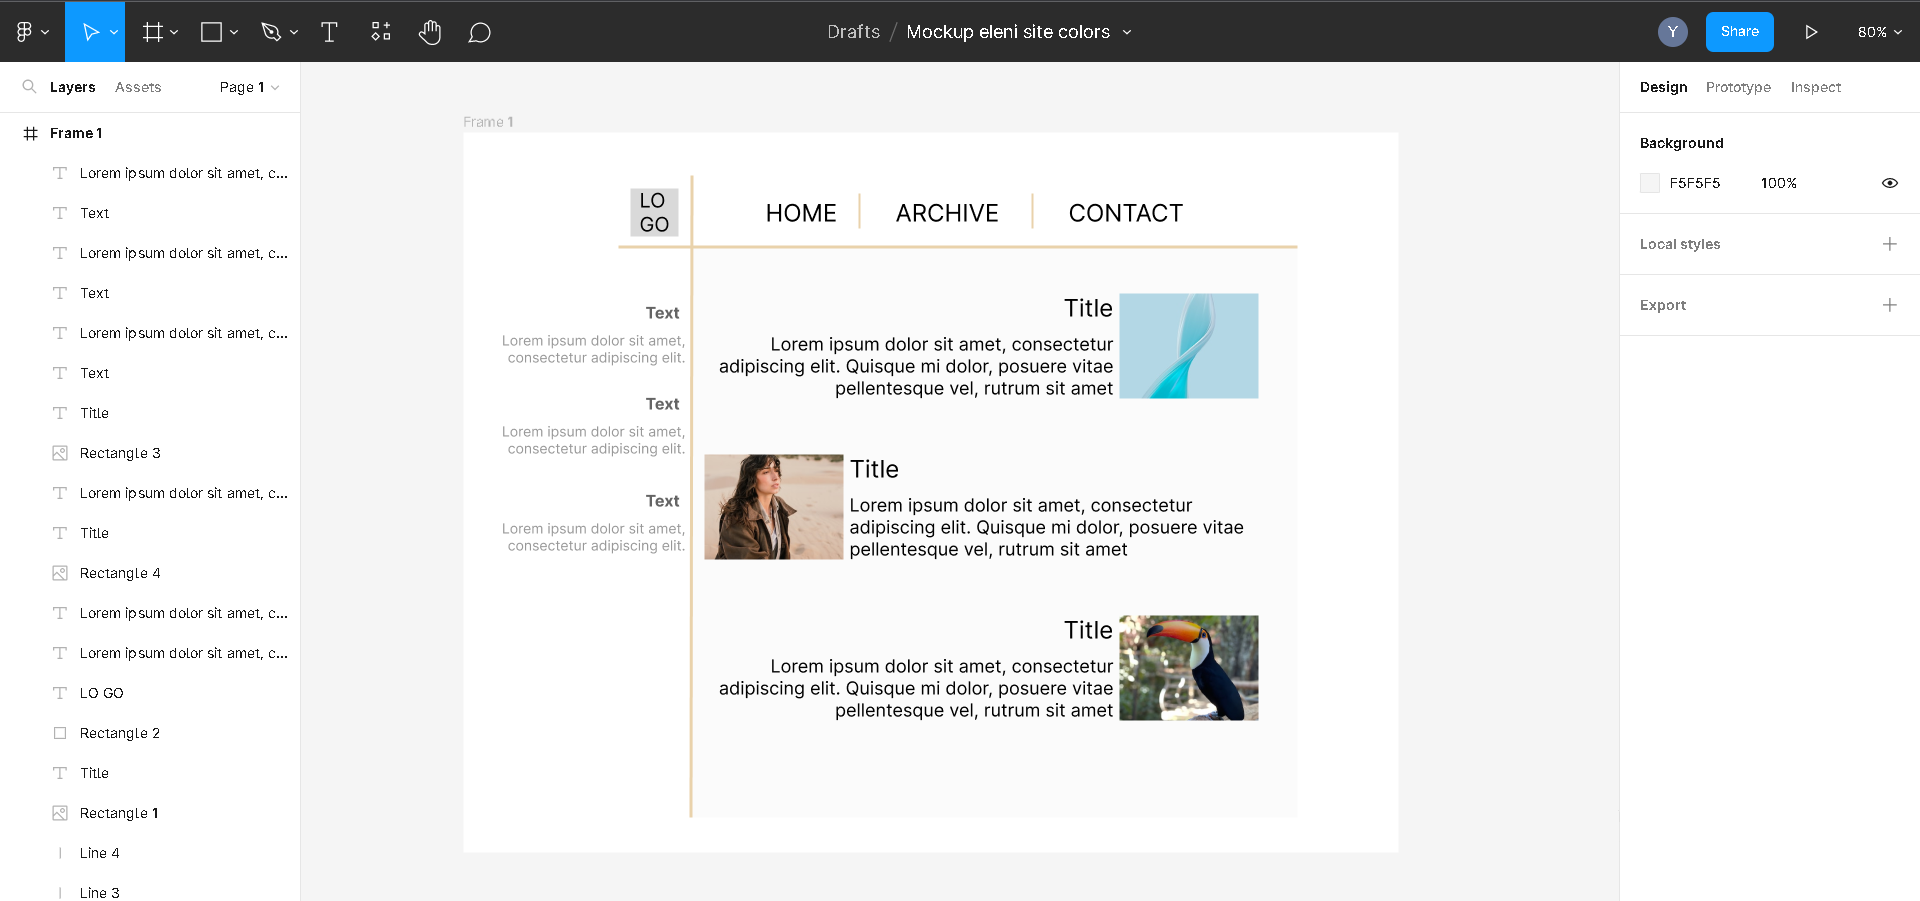 Drafts / Mockup eleni site colors
Y
Share
80%
Layers
Assets
Page 1
Frame 1
Lorem ipsum dolor sit amet, c...
Text
Lorem ipsum dolor sit amet, c...
Text
Lorem ipsum dolor sit amet, c...
Text
Title
Rectangle 3
Lorem ipsum dolor sit amet, c...
Title
Rectangle 4
Lorem ipsum dolor sit amet, c...
Lorem ipsum dolor sit amet, c...
LO GO
Rectangle 2
Title
Rectangle 1
Line 4
Line 3
Frame 1
LO
GO
HOME
ARCHIVE
CONTACT
Text
Lorem ipsum dolor sit amet,
consectetur adipiscing elit.
Text
Lorem ipsum dolor sit amet,
consectetur adipiscing elit.
Text
Lorem ipsum dolor sit amet,
consectetur adipiscing elit.
Title
Lorem ipsum dolor sit amet, consectetur
adipiscing elit. Quisque mi dolor, posuere vitae
pellentesque vel, rutrum sit amet
Title
Lorem ipsum dolor sit amet, consectetur
adipiscing elit. Quisque mi dolor, posuere vitae
pellentesque vel, rutrum sit amet
Title
Lorem ipsum dolor sit amet, consectetur
adipiscing elit. Quisque mi dolor, posuere vitae
pellentesque vel, rutrum sit amet
Design
Prototype
Inspect
Background
F5F5F5
100%
Local styles
Export